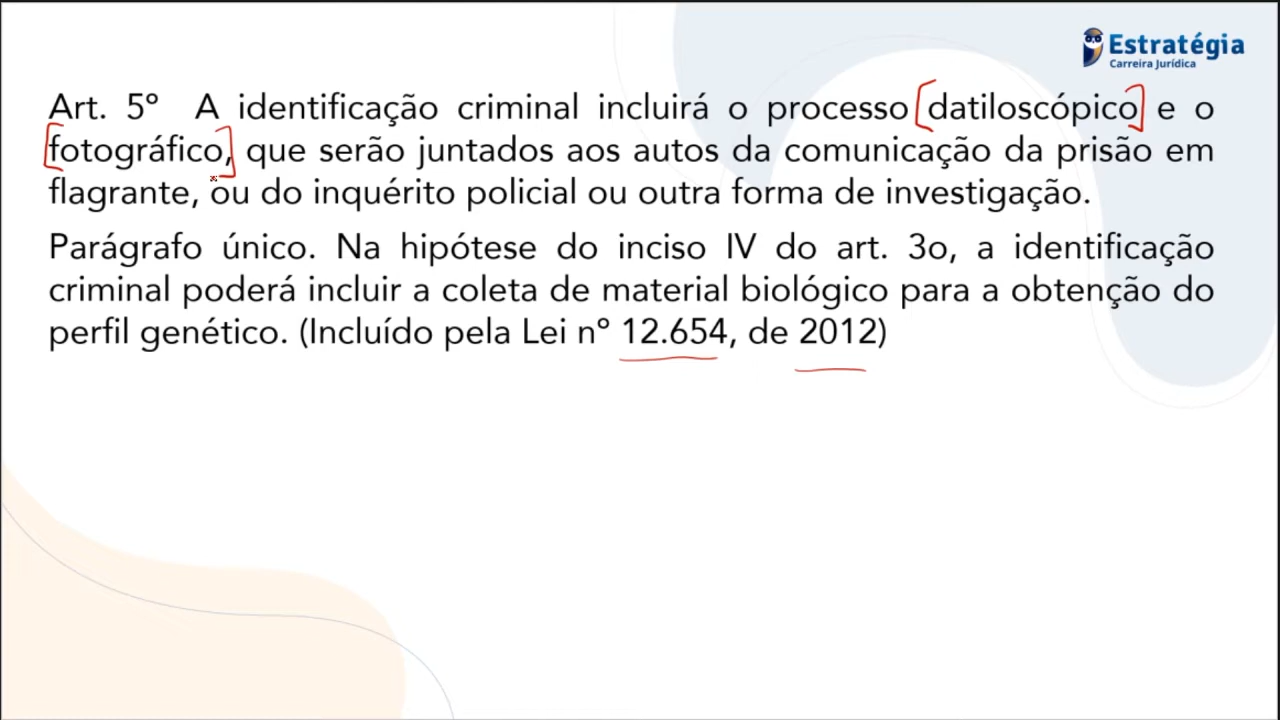 Estratégia
Carreira Jurídica
Art. 5º A identificação criminal incluirá o processo datiloscópico e o
fotográfico, que serão juntados aos autos da comunicação da prisão em
flagrante, ou do inquérito policial ou outra forma de investigação.
Parágrafo único. Na hipótese do inciso IV do art. 3o, a identificação
criminal poderá incluir a coleta de material biológico para a obtenção do
perfil genético. (Incluído pela Lei nº 12.654, de 2012)